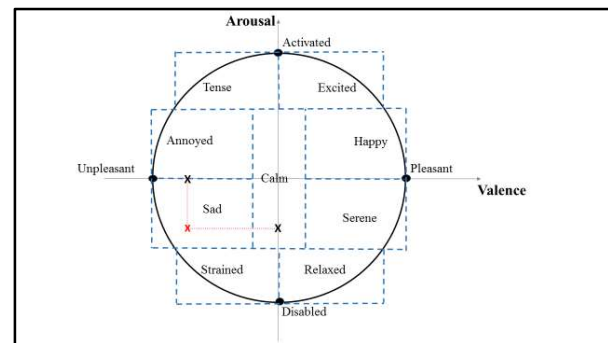 Arousal
Activated
Tense
Excited
Annoyed
Happy
Unpleasant
X
Calm
Pleasant
Valence
Sad
Serene
X
X
Strained
Relaxed
Disabled